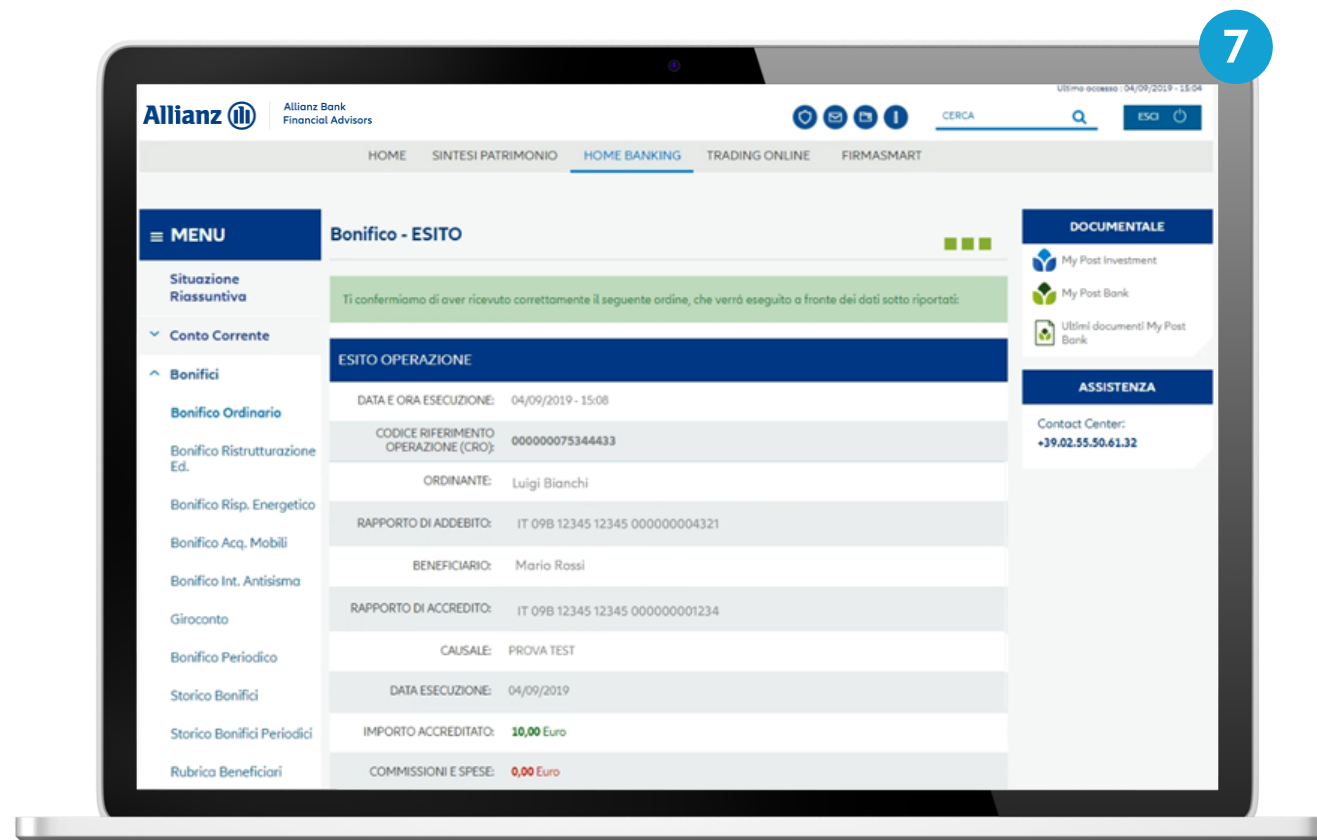 7
Ultimo accesso : 04/09/2019 - 15:04
Allianz
Allianz Bank
Financial Advisors
CERCA
ESCI
HOME SINTESI PATRIMONIO HOME BANKING TRADING ONLINE FIRMASMART
MENU
Situazione
Riassuntiva
Conto Corrente
Bonifici
Bonifico Ordinario
Bonifico Ristrutturazione
Ed.
Bonifico Risp. Energetico
Bonifico Acq. Mobili
Bonifico Int. Antisisma
Giroconto
Bonifico Periodico
Storico Bonifici
Storico Bonifici Periodici
Rubrica Beneficiari
Bonifico - ESITO
Ti confermiamo di aver ricevuto correttamente il seguente ordine, che verrá eseguito a fronte dei dati sotto riportati:
ESITO OPERAZIONE
DATA E ORA ESECUZIONE: 04/09/2019 - 15:08
CODICE RIFERIMENTO
OPERAZIONE (CRO): 000000075344433
ORDINANTE: Luigi Bianchi
RAPPORTO DI ADDEBITO: IT 09B 12345 12345 000000004321
BENEFICIARIO: Mario Rossi
RAPPORTO DI ACCREDITO: IT 09B 12345 12345 000000001234
CAUSALE: PROVA TEST
DATA ESECUZIONE: 04/09/2019
IMPORTO ACCREDITATO: 10,00 Euro
COMMISSIONI E SPESE: 0,00 Euro
DOCUMENTALE
My Post Investment
My Post Bank
Ultimi documenti My Post
Bank
ASSISTENZA
Contact Center:
+39.02.55.50.61.32